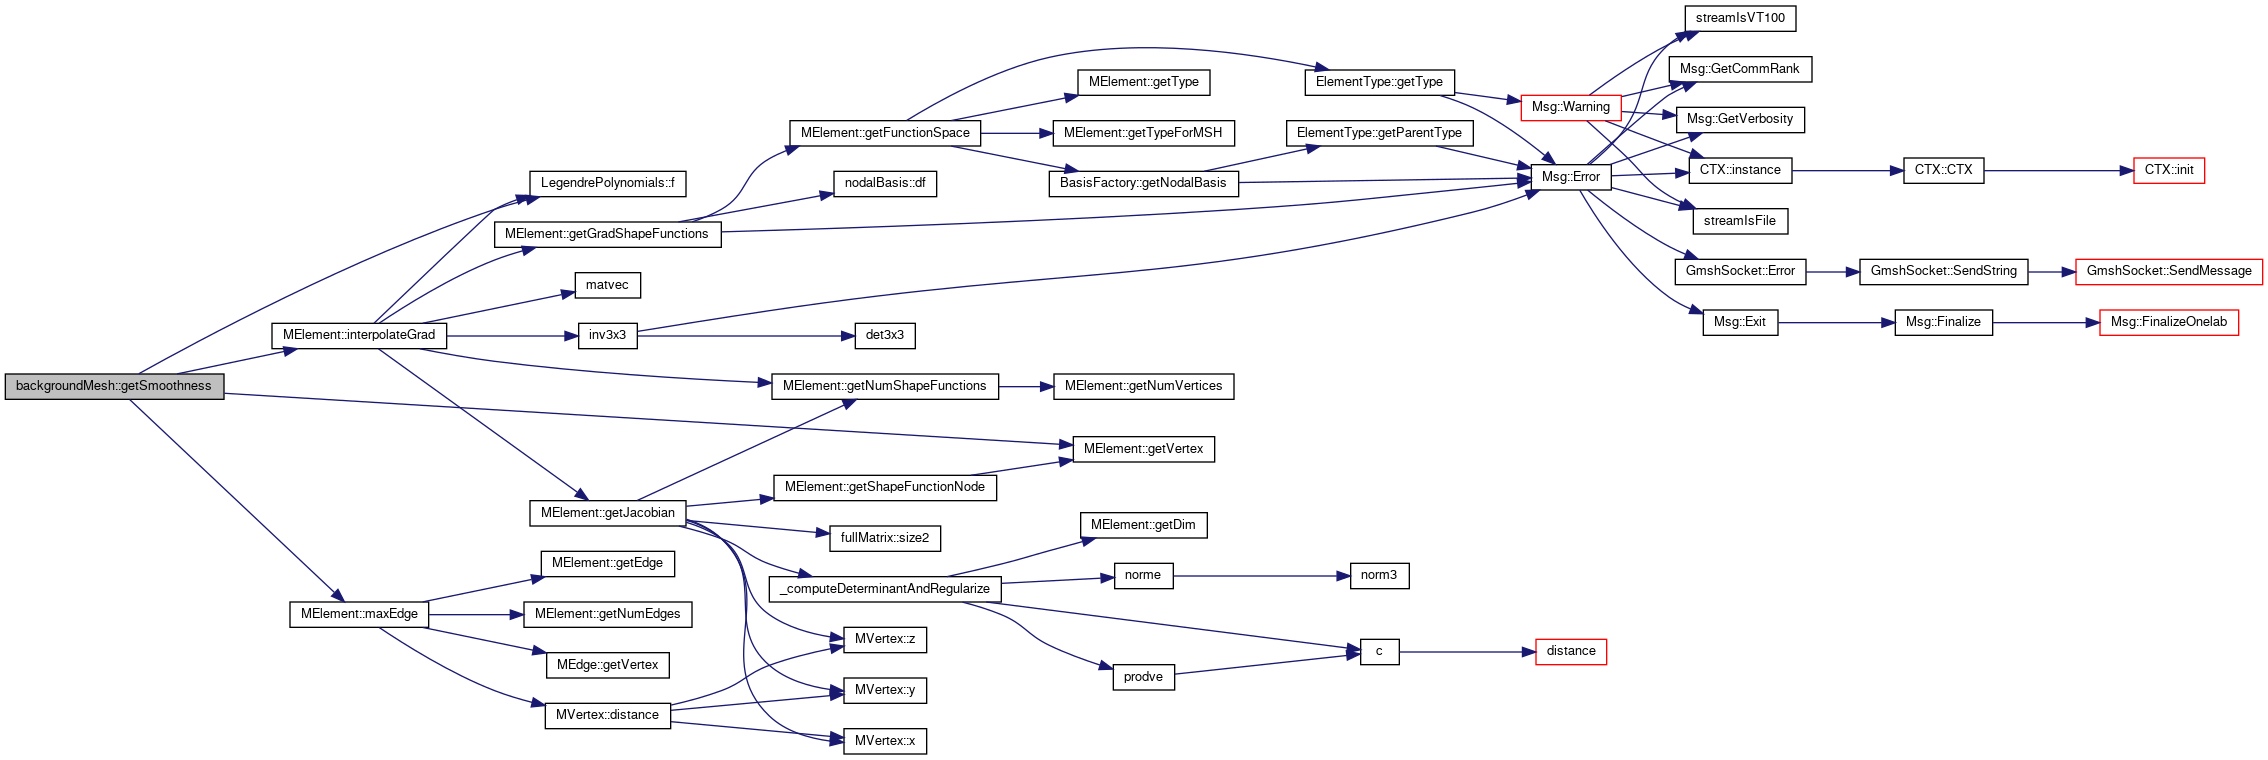 streamIsVT100
Msg::GetCommRank
MElement::getType
ElementType::getType
Msg::Warning
Msg::GetVerbosity
MElement::getFunctionSpace
MElement::getTypeForMSH
ElementType::getParentType
LegendrePolynomials::f
nodalBasis::df
BasisFactory::getNodalBasis
Msg::Error
CTX::instance
CTX::CTX
CTX::init
streamIsFile
MElement::getGradShapeFunctions
GmshSocket::Error
GmshSocket::SendString
GmshSocket::SendMessage
matvec
MElement::interpolateGrad
inv3x3
det3x3
Msg::Exit
Msg::Finalize
Msg::FinalizeOnelab
backgroundMesh::getSmoothness
MElement::getNumShapeFunctions
MElement::getNumVertices
MElement::getVertex
MElement::getShapeFunctionNode
MElement::getJacobian
fullMatrix::size2
MElement::getDim
MElement::getEdge
_computeDeterminantAndRegularize
norme
norm3
MElement::maxEdge
MElement::getNumEdges
MVertex::z
c
distance
MEdge::getVertex
prodve
MVertex::y
MVertex::distance
MVertex::x